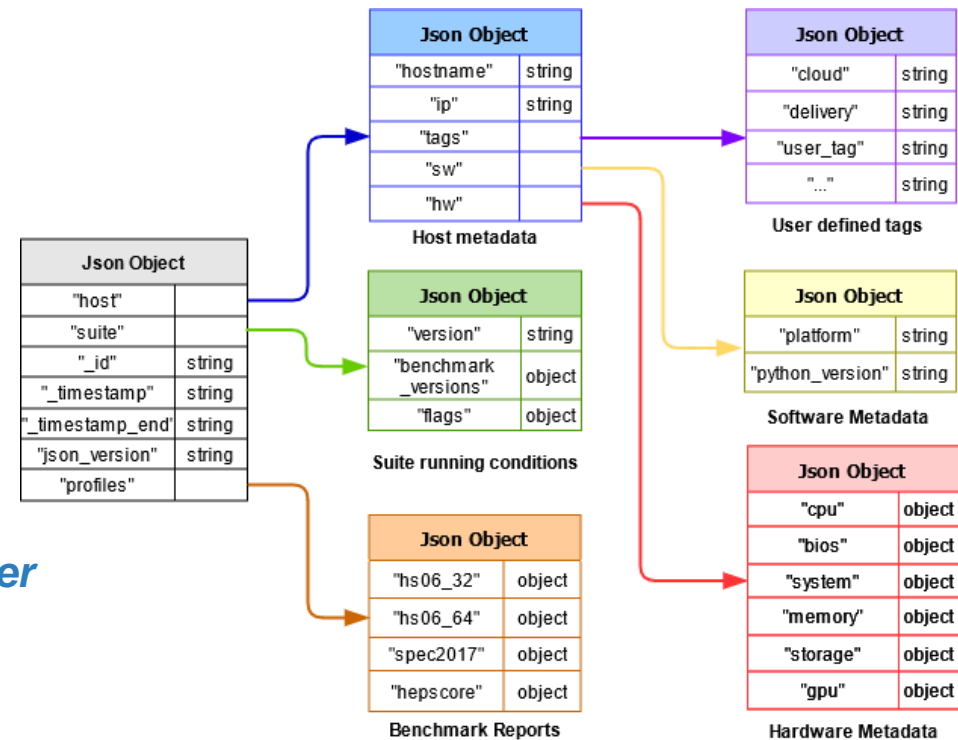 Json Object
"host"
"suite"
"_id" string
"_timestamp" string
"_timestamp_end" string
"json_version" string
"profiles"
er
Json Object
"hostname" string
"ip" string
"tags"
"sw"
"hw"
Host metadata
Json Object
"version" string
"benchmark
_versions" object
"flags" object
Suite running conditions
Json Object
"hs06_32" object
"hs06_64" object
"spec2017" object
"hepscore" object
Benchmark Reports
Json Object
"cloud" string
"delivery" string
"user_tag" string
"..." string
User defined tags
Json Object
"platform" string
"python_version" string
Software Metadata
Json Object
"cpu" object
"bios" object
"system" object
"memory" object
"storage" object
"gpu" object
Hardware Metadata